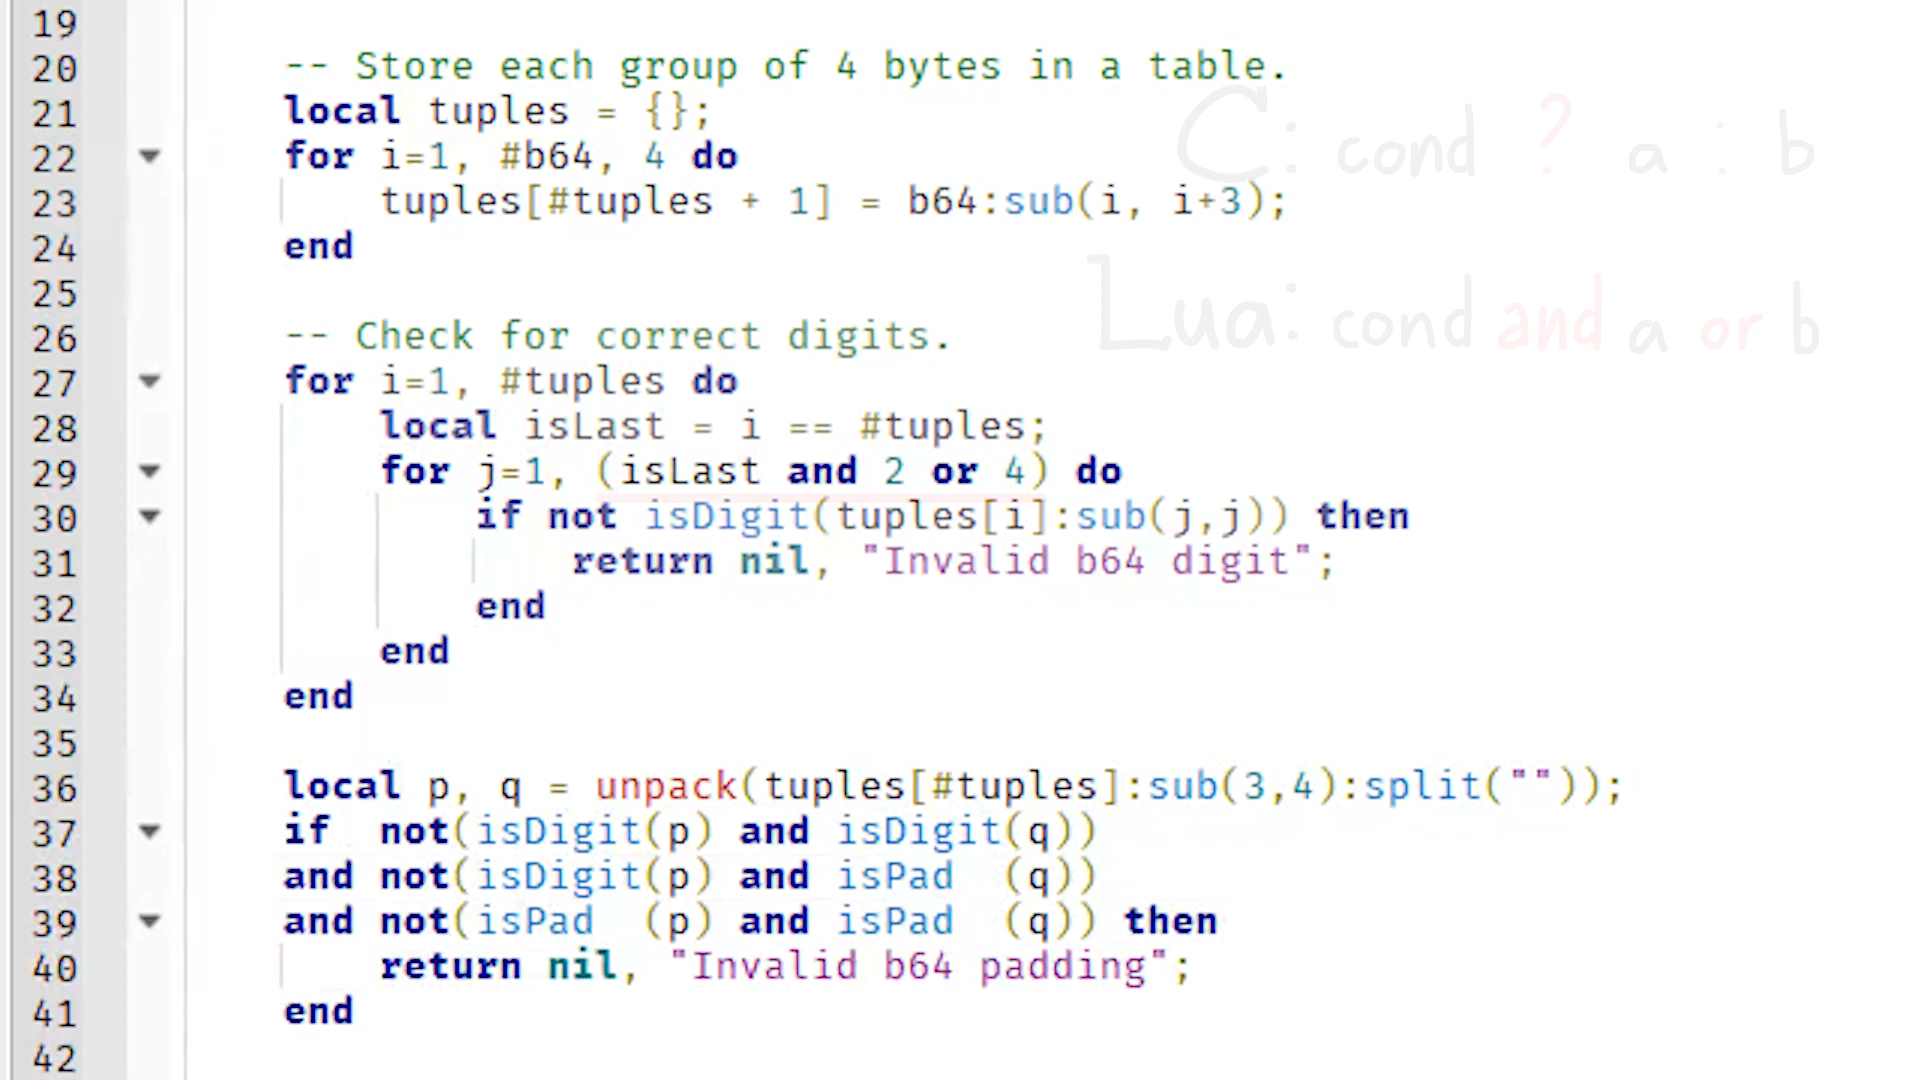 19
20 -- Store each group of 4 bytes in a table.
21 local tuples = {};
22 for i=1, #b64, 4 do
23 tuples[#tuples + 1] = b64:sub(i, i+3);
24 end
25
26 -- Check for correct digits.
27 for i=1, #tuples do
28 local isLast = i == #tuples;
29 for j=1, (isLast and 2 or 4) do
30 if not isDigit(tuples[i]:sub(j,j)) then
31 return nil, "Invalid b64 digit";
32 end
33 end
34 end
35
36 local p, q = unpack(tuples[#tuples]:sub(3,4):split(""));
37 if  not(isDigit(p) and isDigit(q))
38 and not(isDigit(p) and isPad  (q))
39 and not(isPad  (p) and isPad  (q)) then
40 return nil, "Invalid b64 padding";
41 end
42
C: cond ? a : b
Lua: cond and a or b